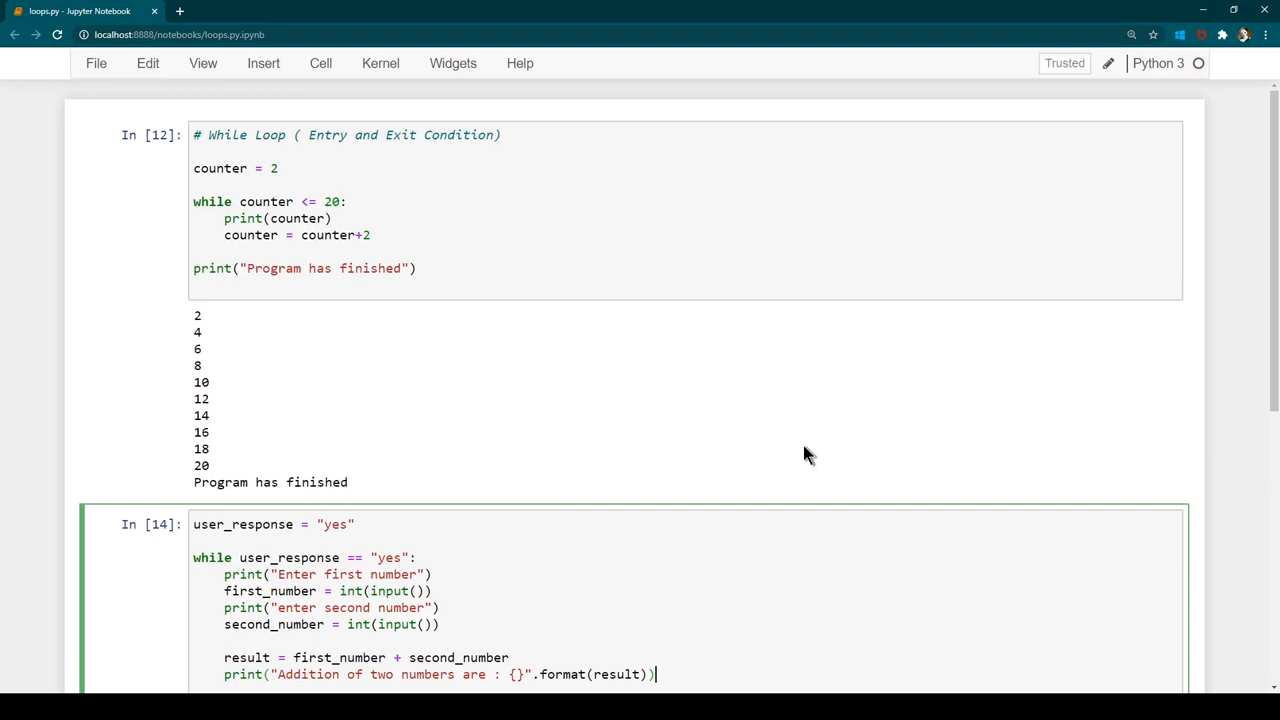 loops.py - Jupyter Notebook
localhost:8888/notebooks/loops.py.ipynb
File Edit View Insert Cell Kernel Widgets Help Trusted Python 3
In [12]: # While Loop ( Entry and Exit Condition)
counter = 2
while counter <= 20:
    print(counter)
    counter = counter+2
print("Program has finished")
2
4
6
8
10
12
14
16
18
20
Program has finished
In [14]: user_response = "yes"
while user_response == "yes":
    print("Enter first number")
    first_number = int(input())
    print("enter second number")
    second_number = int(input())
    result = first_number + second_number
    print("Addition of two numbers are : {}".format(result))